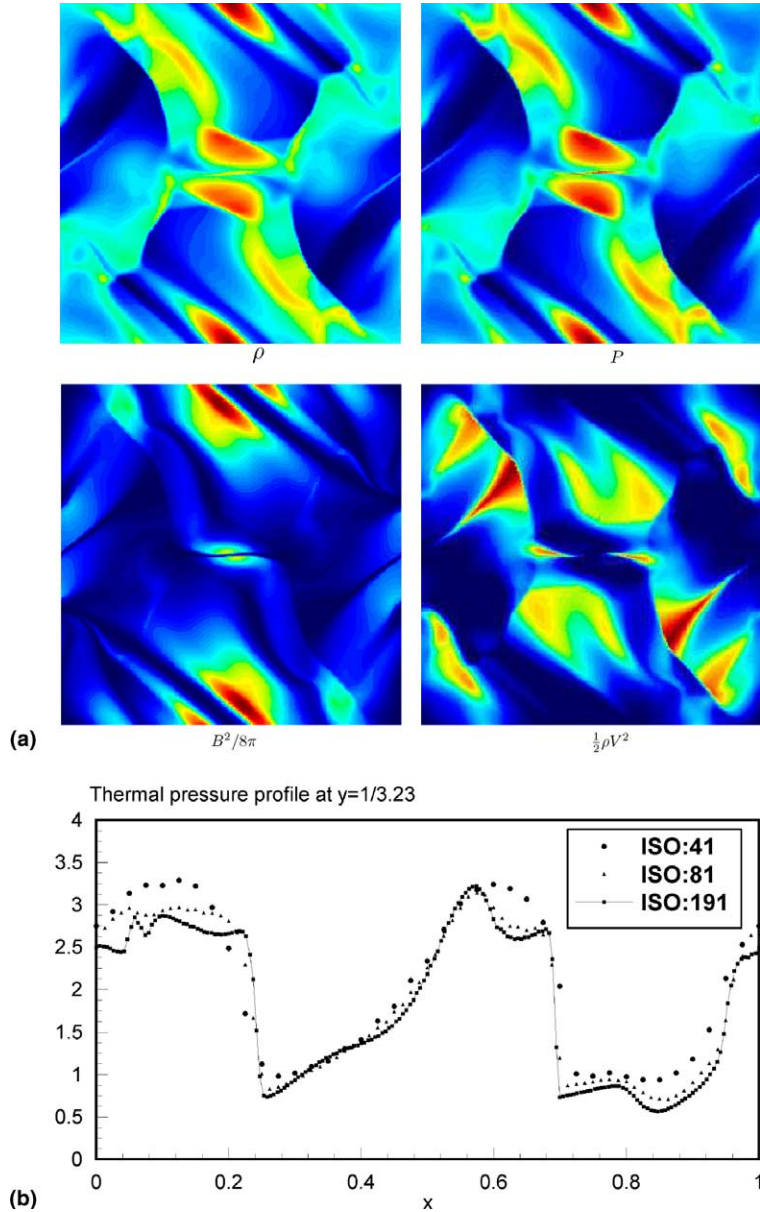 ρ
P
(a)
B²/8π
½ρV²
Thermal pressure profile at y=1/3.23
4
3.5
3
2.5
2
1.5
1
0.5
0
ISO:41
ISO:81
ISO:191
0
0.2
0.4
0.6
0.8
1
x
(b)